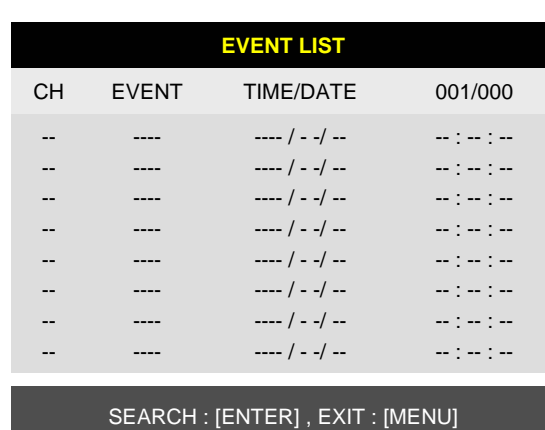 EVENT LIST
CH EVENT TIME/DATE 001/000
-- ---- ---- / - -/ -- -- : -- : --
-- ---- ---- / - -/ -- -- : -- : --
-- ---- ---- / - -/ -- -- : -- : --
-- ---- ---- / - -/ -- -- : -- : --
-- ---- ---- / - -/ -- -- : -- : --
-- ---- ---- / - -/ -- -- : -- : --
-- ---- ---- / - -/ -- -- : -- : --
-- ---- ---- / - -/ -- -- : -- : --
SEARCH : [ENTER] , EXIT : [MENU]